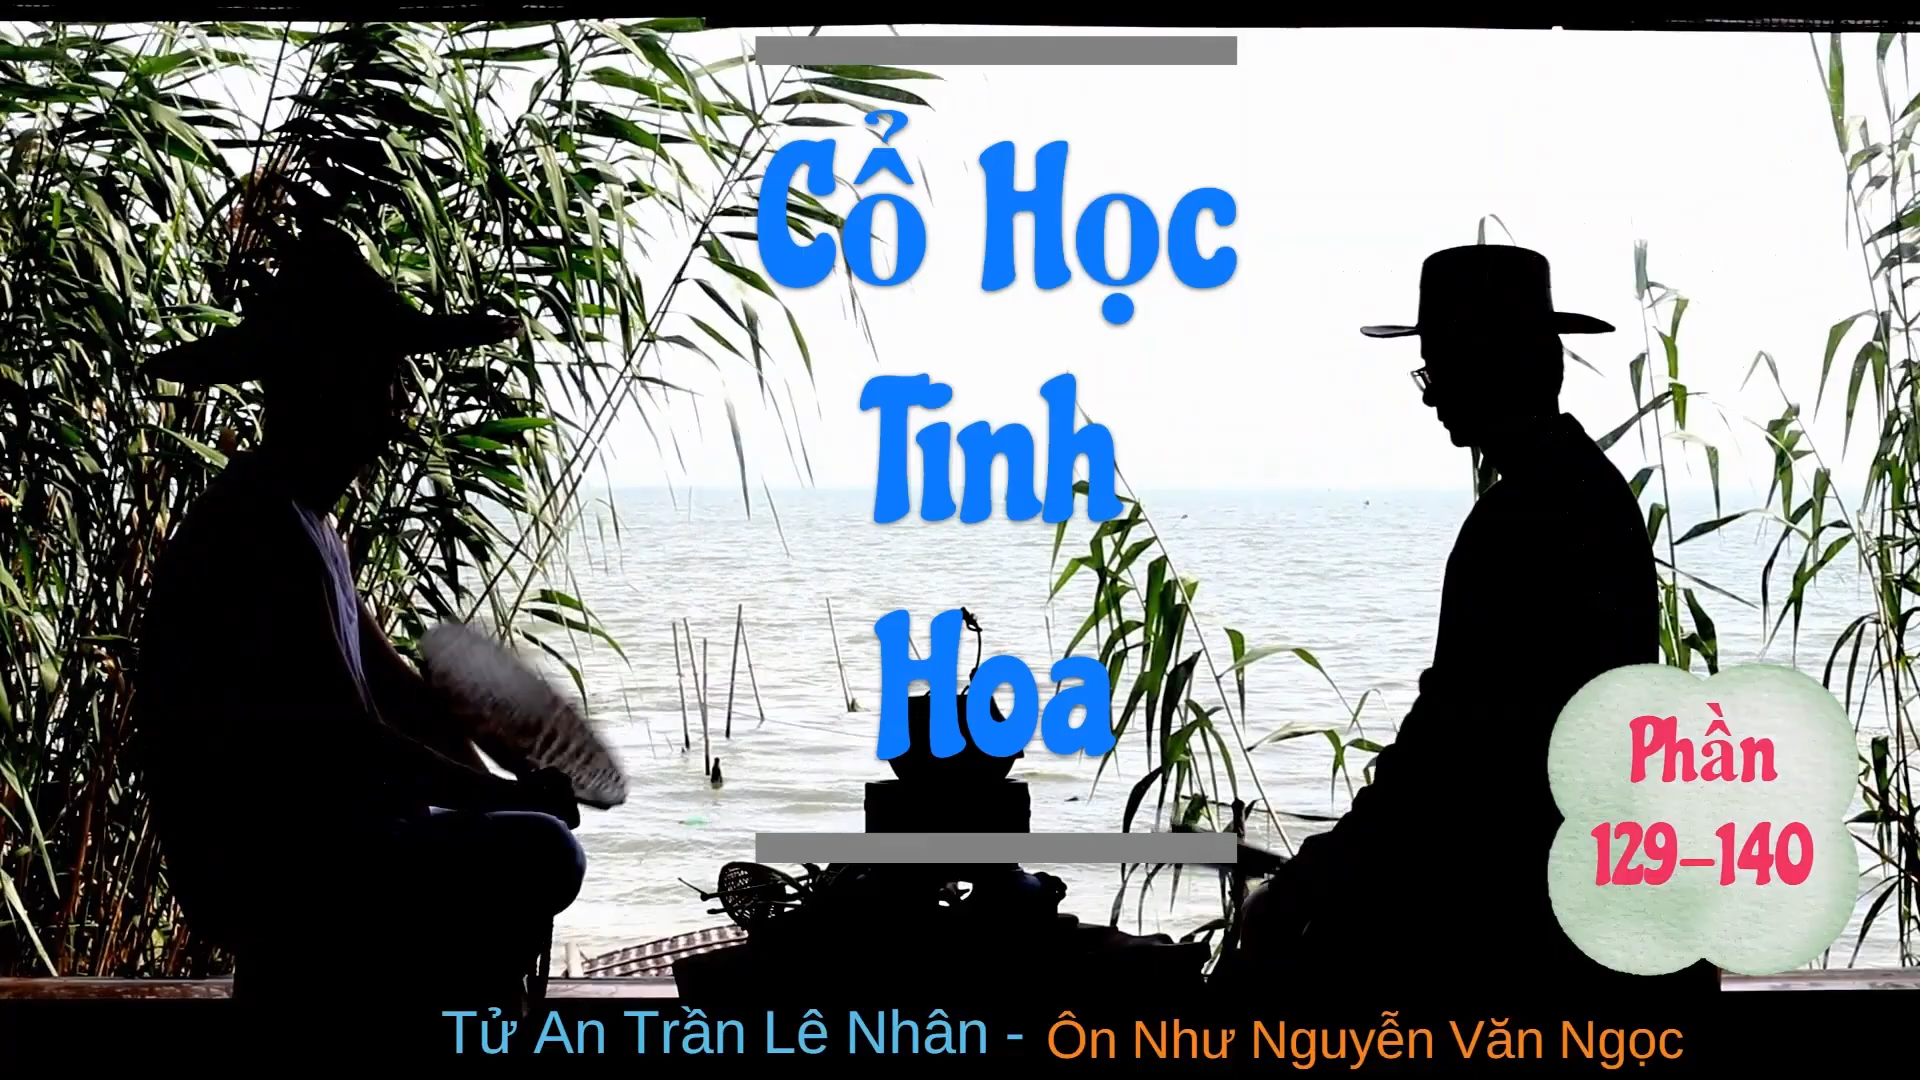 Cổ Học
Tinh
Hoa
Phần
129-140
Tử An Trần Lê Nhân - Ôn Như Nguyễn Văn Ngọc